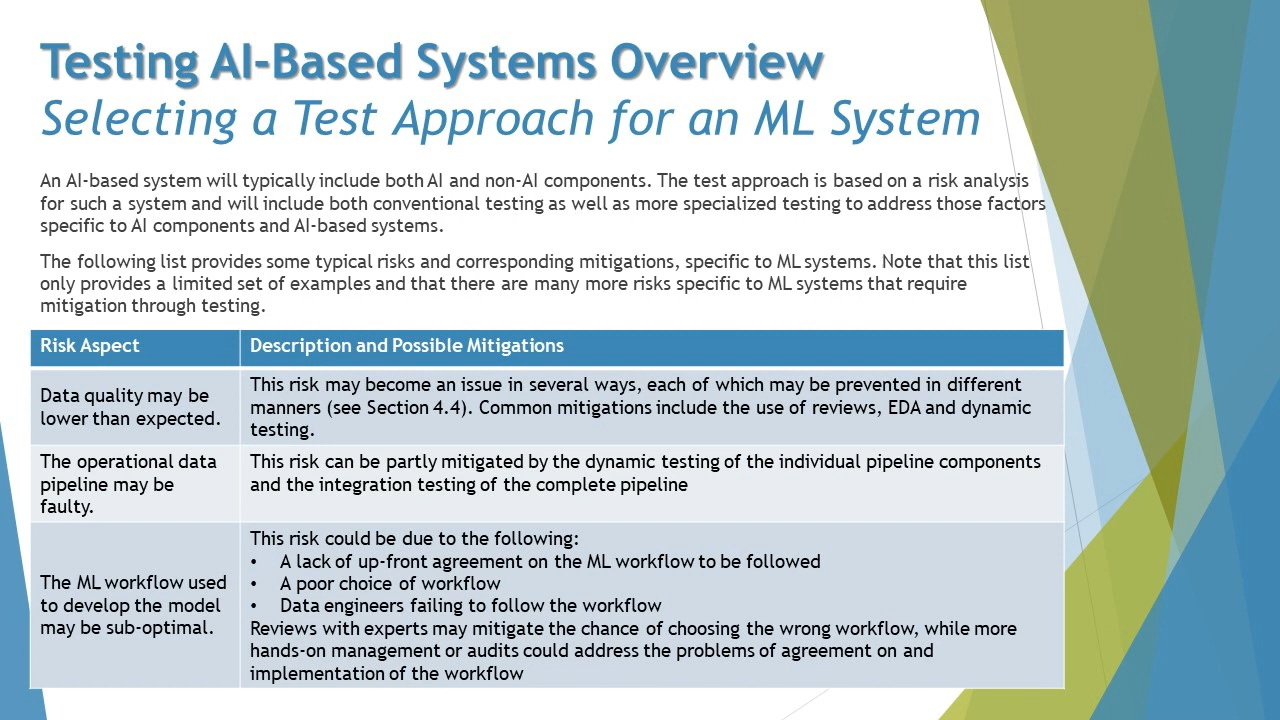 Testing AI-Based Systems Overview
Selecting a Test Approach for an ML System
An AI-based system will typically include both AI and non-AI components. The test approach is based on a risk analysis
for such a system and will include both conventional testing as well as more specialized testing to address those factors
specific to AI components and AI-based systems.
The following list provides some typical risks and corresponding mitigations, specific to ML systems. Note that this list
only provides a limited set of examples and that there are many more risks specific to ML systems that require
mitigation through testing.
Risk Aspect
Description and Possible Mitigations
Data quality may be
lower than expected.
This risk may become an issue in several ways, each of which may be prevented in different
manners (see Section 4.4). Common mitigations include the use of reviews, EDA and dynamic
testing.
The operational data
pipeline may be
faulty.
This risk can be partly mitigated by the dynamic testing of the individual pipeline components
and the integration testing of the complete pipeline
The ML workflow used
to develop the model
may be sub-optimal.
This risk could be due to the following:
• A lack of up-front agreement on the ML workflow to be followed
• A poor choice of workflow
• Data engineers failing to follow the workflow
Reviews with experts may mitigate the chance of choosing the wrong workflow, while more
hands-on management or audits could address the problems of agreement on and
implementation of the workflow